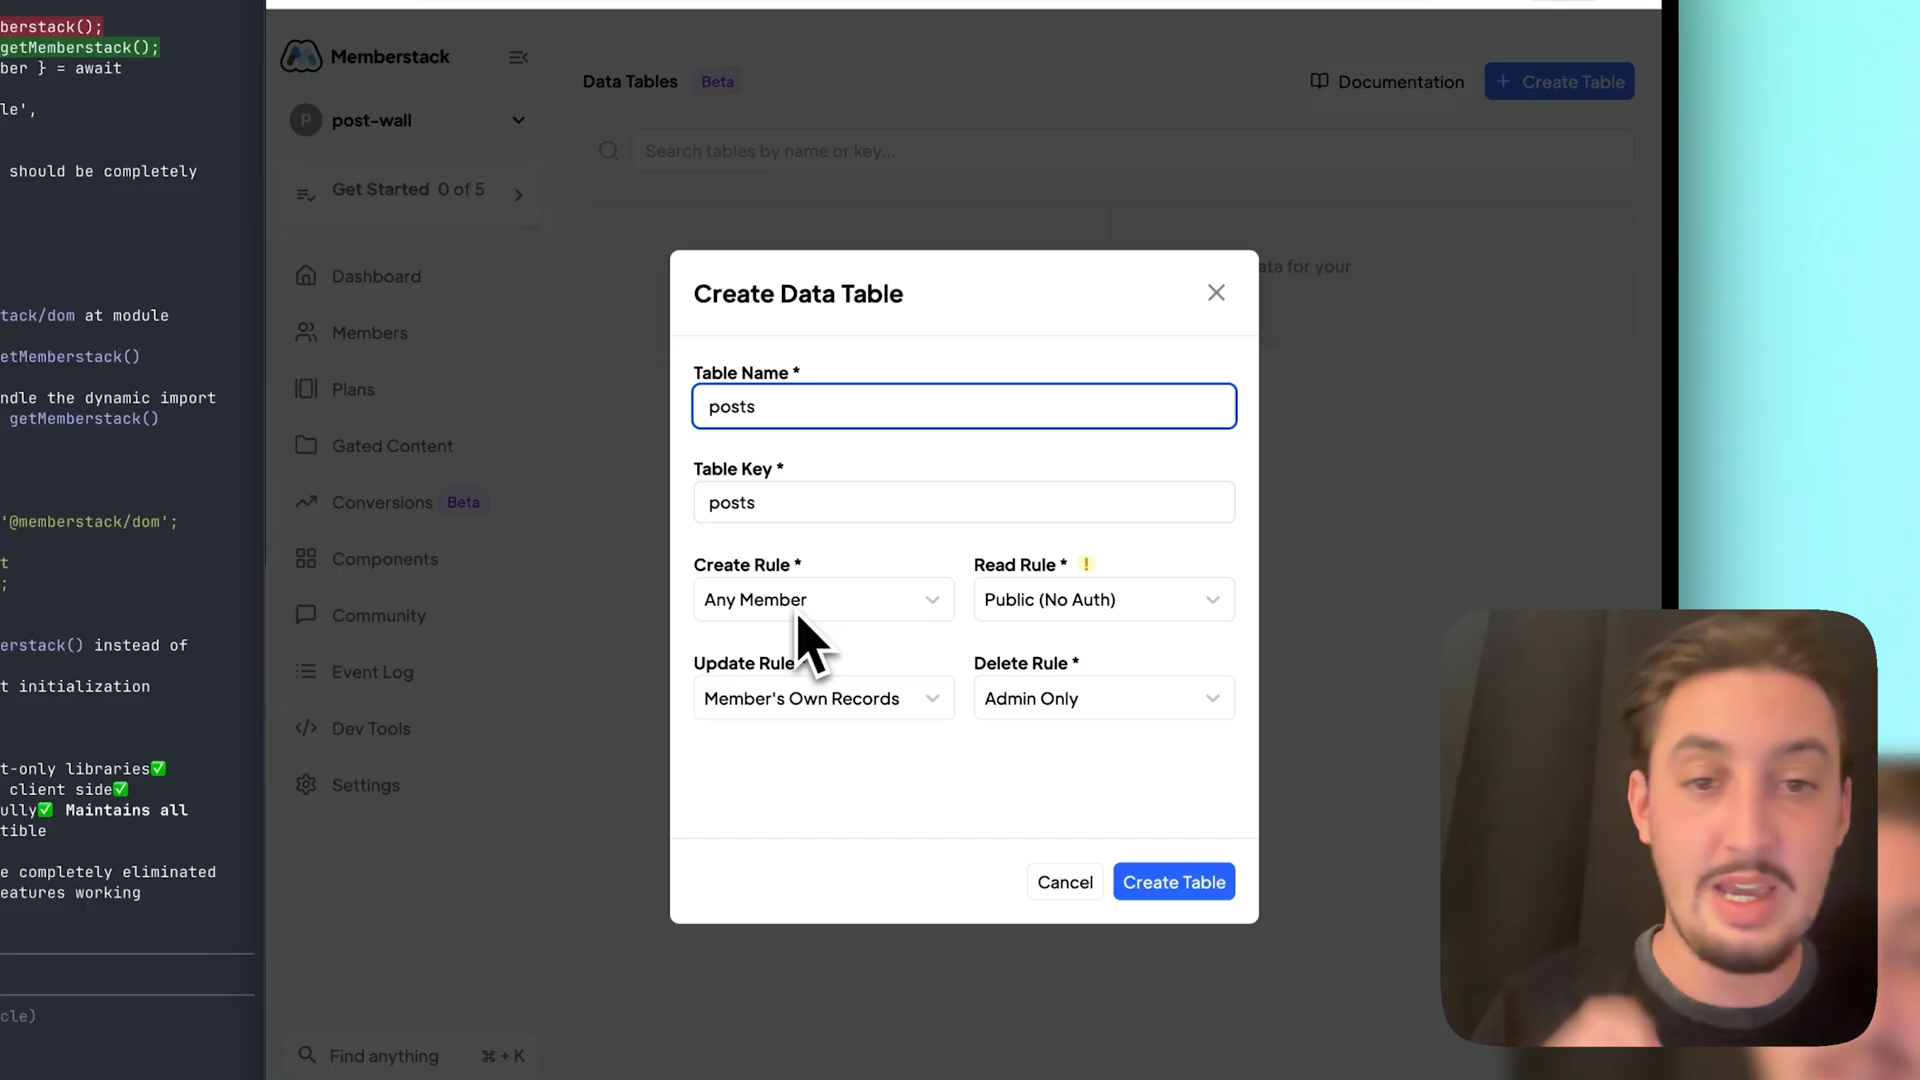 berstack();
getMemberstack();
ber } = await
le',
should be completely
stack/dom at module
etMemberstack()
ndle the dynamic import
getMemberstack()
'@memberstack/dom';
t
;
erstack() instead of
t initialization
t-only libraries✅
client side✅
ully✅ Maintains all
tible
e completely eliminated
eatures working
cle)
Memberstack
P post-wall
Get Started 0 of 5
Dashboard
Members
Plans
Gated Content
Conversions Beta
Components
Community
Event Log
Dev Tools
Settings
Find anything ⌘ + K
Data Tables Beta
Documentation
+ Create Table
Search tables by name or key...
ata for your
Create Data Table
Table Name *
posts
Table Key *
posts
Create Rule *
Any Member
Read Rule * !
Public (No Auth)
Update Rule
Member's Own Records
Delete Rule *
Admin Only
Cancel
Create Table